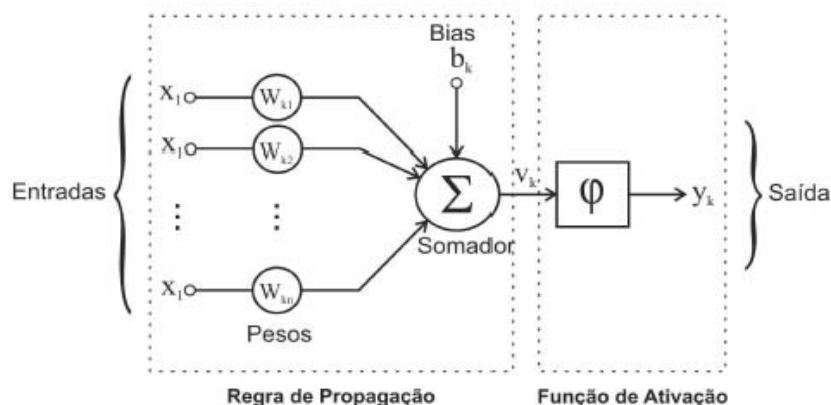 Bias
b_k
x_1 W_k1
x_1 W_k2
Entradas Σ v_k φ y_k Saída
Somador
x_1 W_kn
Pesos
Regra de Propagação Função de Ativação